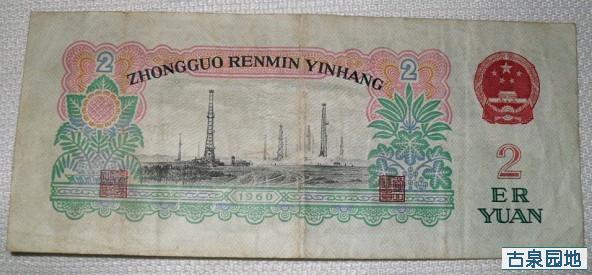 ZHONGGUO RENMIN YINHANG
2
2
1960
2
ER
YUAN
古泉园地